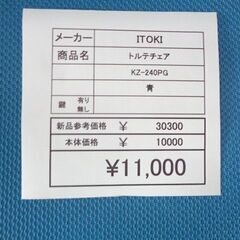 メーカー ITOKI
商品名 トルテチェア
KZ-240PG
青
鍵 有り 無し
新品参考価格 ¥ 30300
本体価格 ¥ 10000
¥11,000